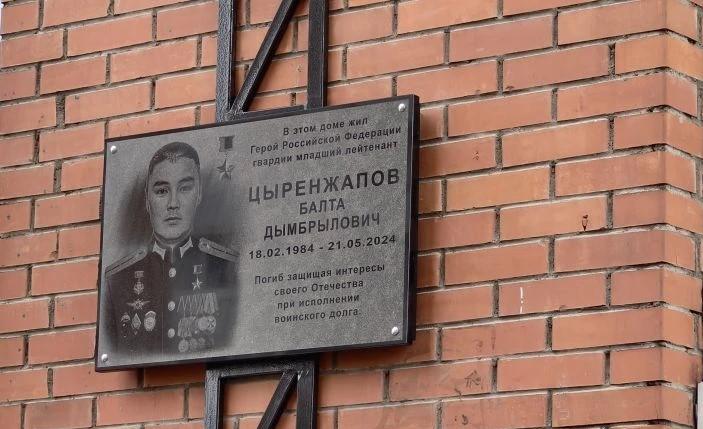 В этом доме жил
Герой Российской Федерации
гвардии младший лейтенант
ЦЫРЕНЖАПОВ
БАЛТА
ДЫМБРЫЛОВИЧ
18.02.1984 - 21.05.2024
Погиб защищая интересы
своего Отечества
при исполнении
воинского долга.